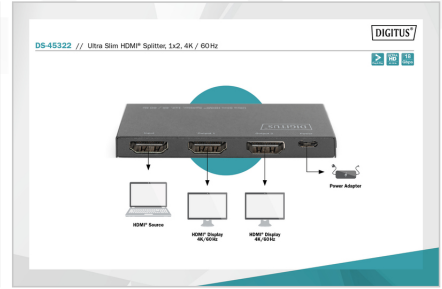 DIGITUS®
DS-45322 // Ultra Slim HDMI® Splitter, 1x2, 4K / 60 Hz
DIGITUS
Power Adapter
HDMI® Source
HDMI® Display
4K/60Hz
HDMI® Display
4K/60Hz